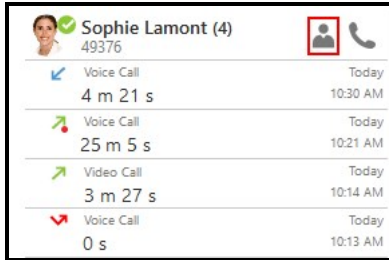 Sophie Lamont (4)
49376
Voice Call Today
4 m 21 s 10:30 AM
Voice Call Today
25 m 5 s 10:21 AM
Video Call Today
3 m 27 s 10:14 AM
Voice Call Today
0 s 10:13 AM